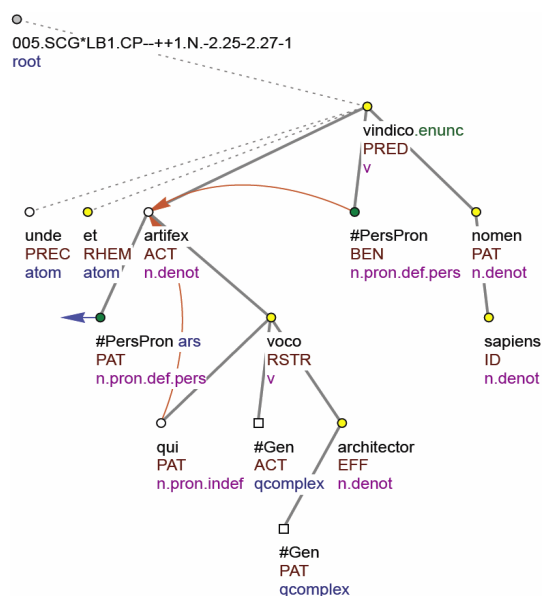 005.SCG*LB1.CP--++1.N.-2.25-2.27-1
root
vindico.enunc
PRED
v
unde
PREC
atom
et
RHEM
atom
artifex
ACT
n.denot
#PersPron
BEN
n.pron.def.pers
nomen
PAT
n.denot
#PersPron ars
PAT
n.pron.def.pers
voco
RSTR
v
sapiens
ID
n.denot
qui
PAT
n.pron.indef
#Gen
ACT
qcomplex
architector
EFF
n.denot
#Gen
PAT
qcomplex